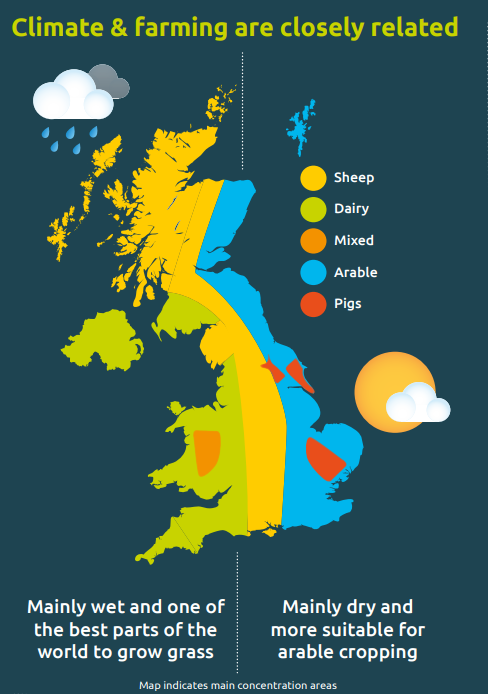 Climate & farming are closely related
Sheep
Dairy
Mixed
Arable
Pigs
Mainly wet and one of
the best parts of the
world to grow grass
Mainly dry and
more suitable for
arable cropping
Map indicates main concentration areas